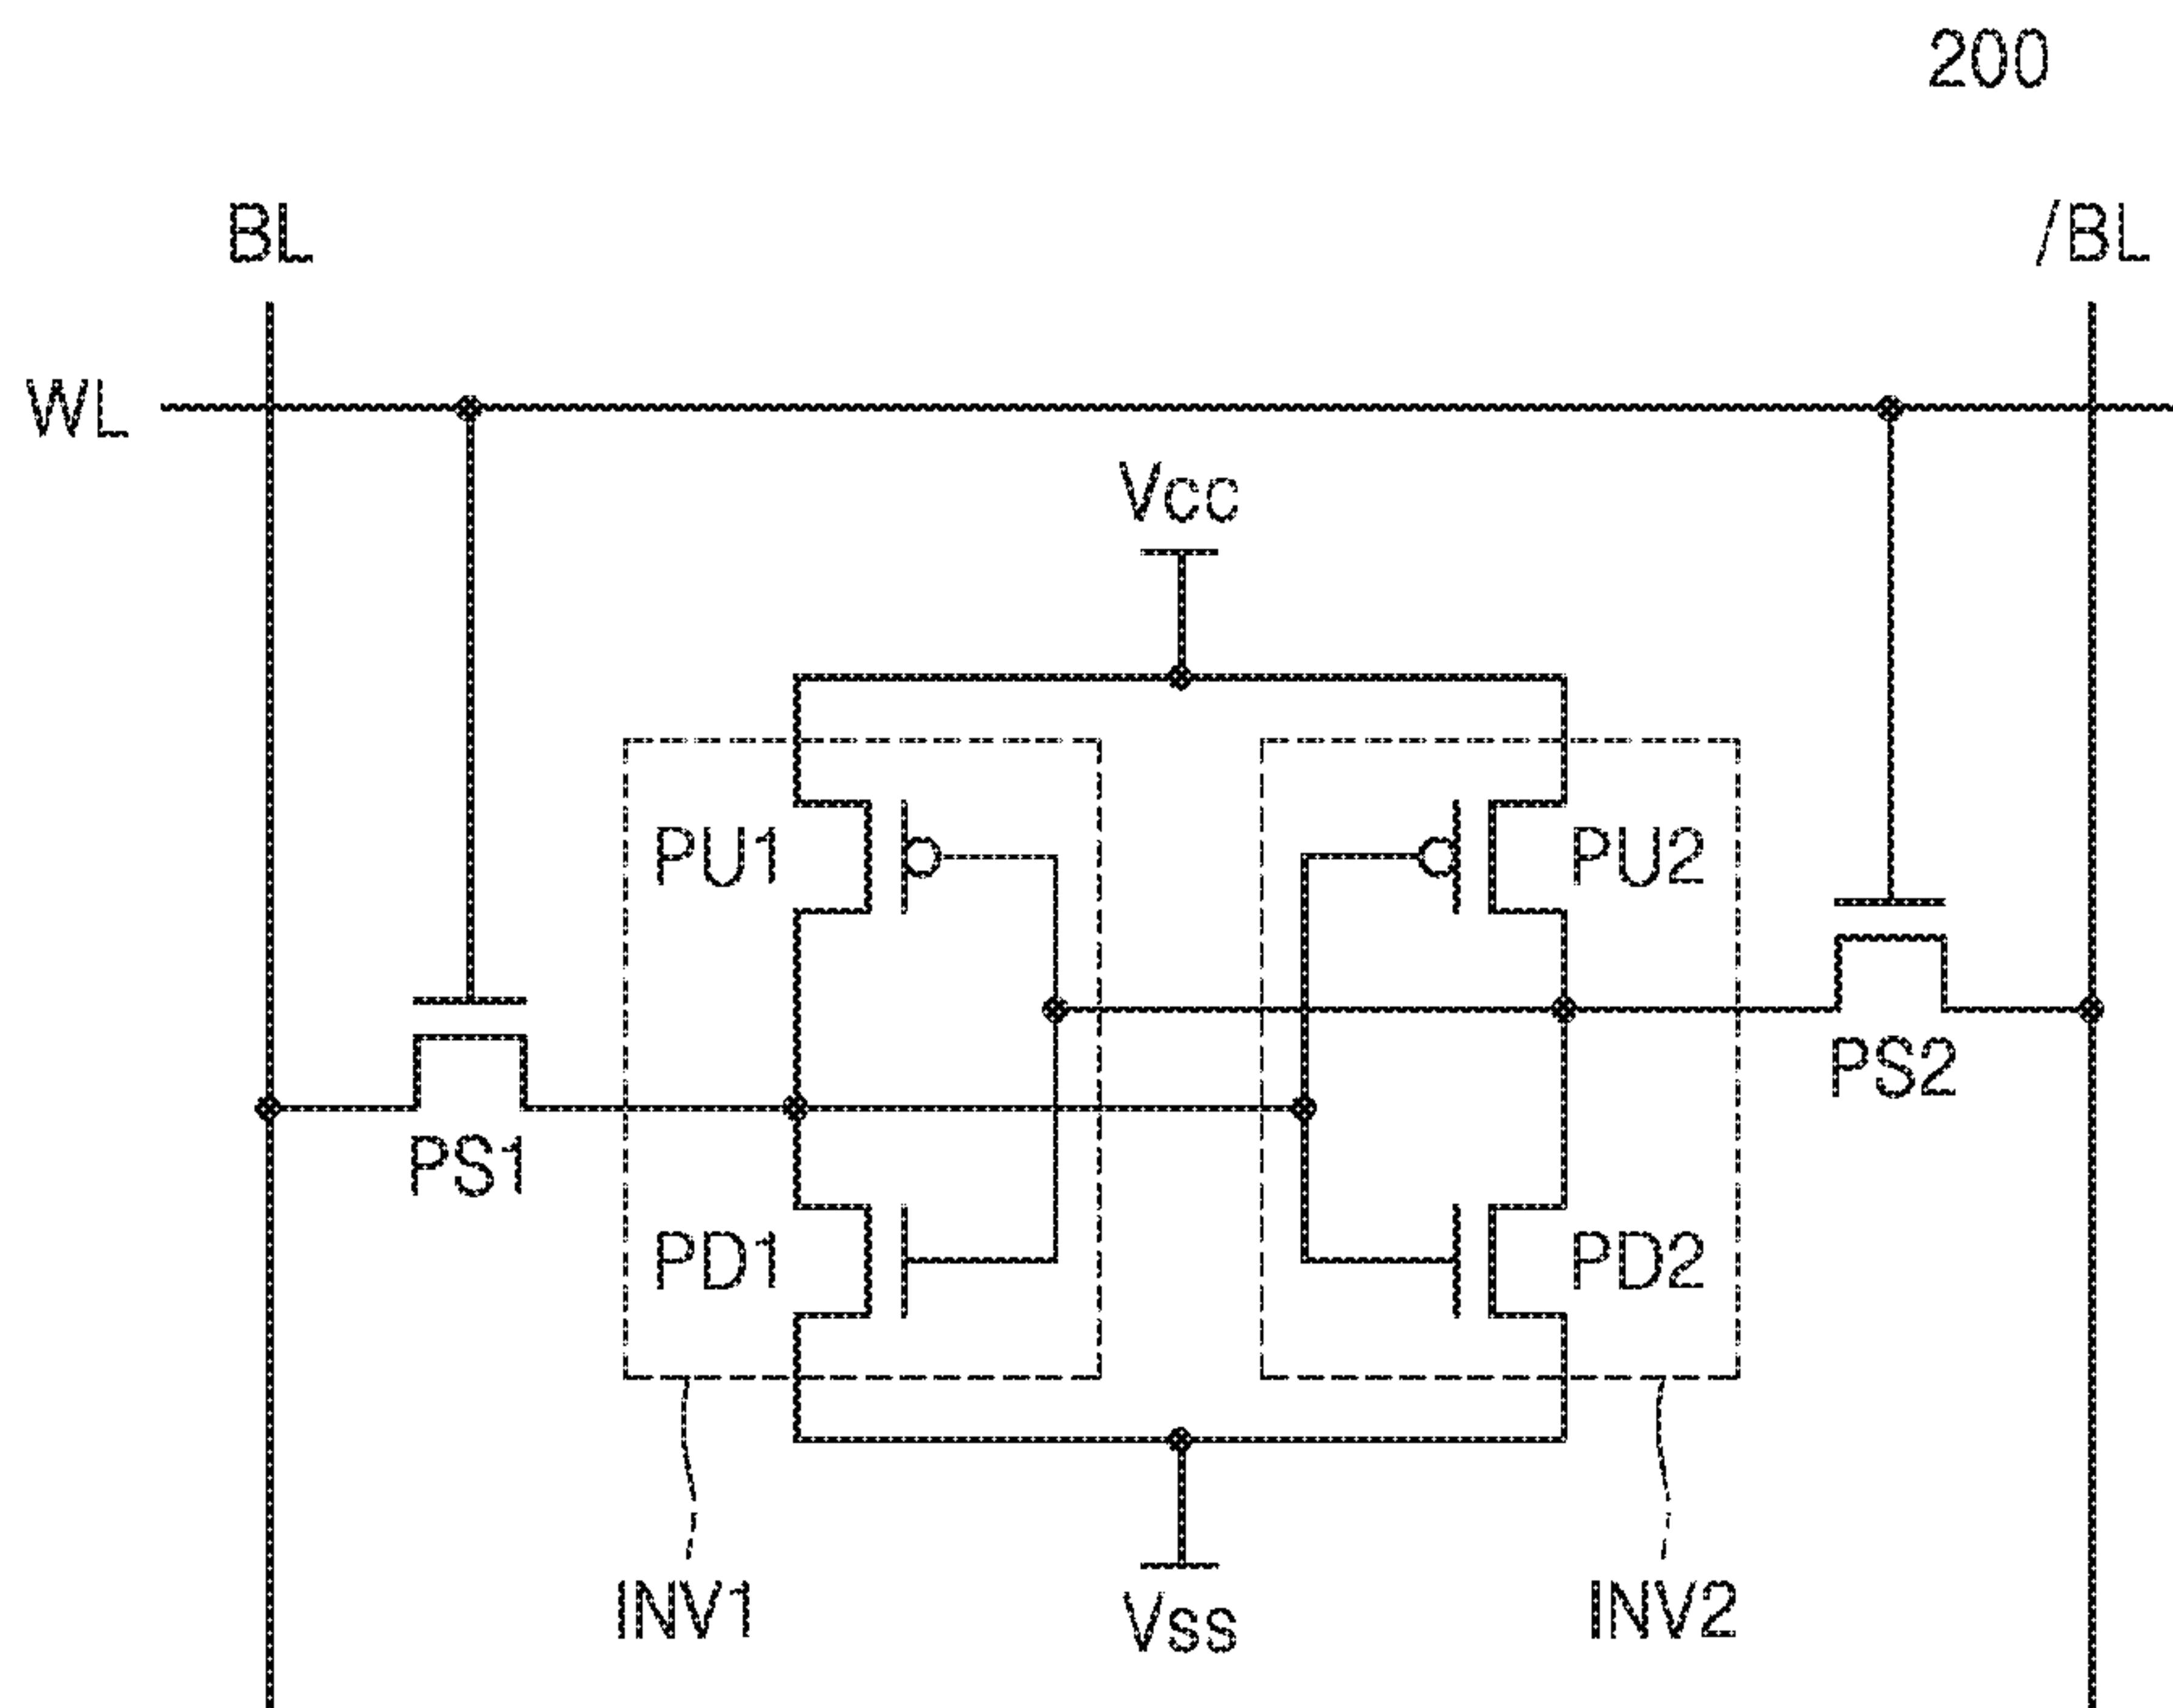 200
BL
/BL
WL
Vcc
PU1
PU2
PS2
PS1
PD1
PD2
INV1
Vss
INV2